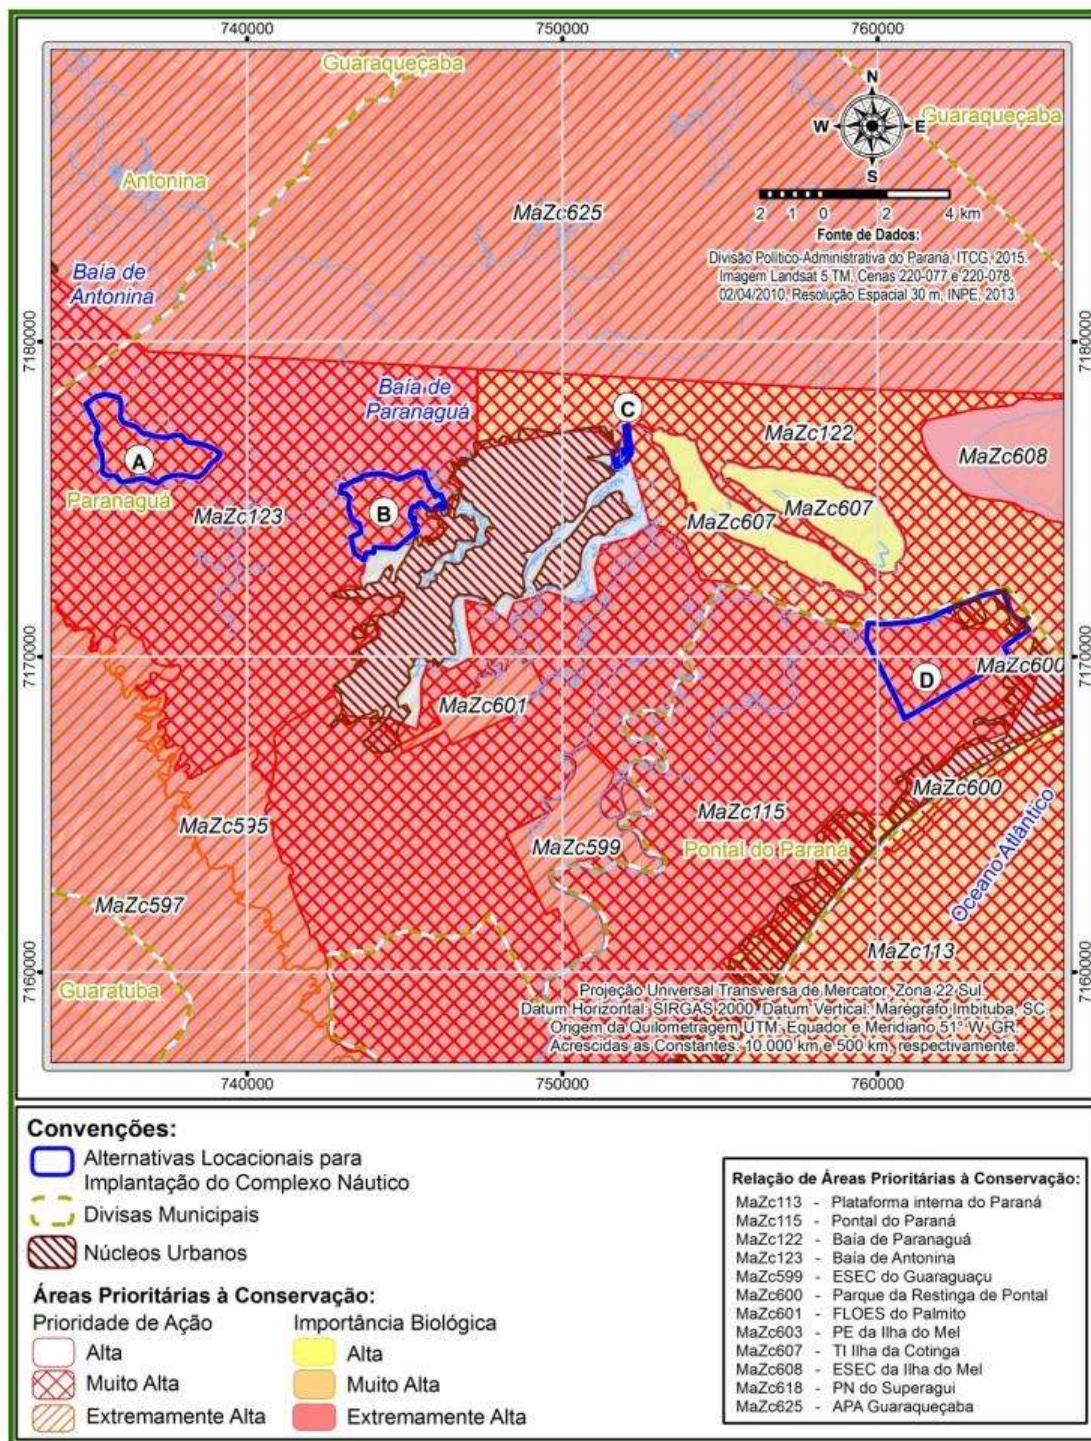 740000
750000
760000
Guaraqueçaba
N
W
E
S
Guaraqueçaba
Antonina
MaZc625
2 1 0 2 4 km
Fonte de Dados:
Divisão Político-Administrativa do Paraná, ITCG, 2015.
Imagem Landsat 5 TM, Cenas 220-077 e 220-078,
02/04/2010, Resolução Espacial 30 m, INPE, 2013.
Baía de
Antonina
7180000
7180000
Baía de
Paranaguá
C
MaZc122
MaZc608
A
Paranaguá
MaZc123
B
MaZc607
MaZc607
7170000
7170000
MaZc600
D
MaZc601
MaZc600
MaZc595
MaZc115
MaZc599
Pontal do Paraná
Oceano Atlântico
MaZc597
MaZc113
7160000
7160000
Guaratuba
Projeção Universal Transversa de Mercator, Zona 22 Sul.
Datum Horizontal: SIRGAS 2000. Datum Vertical: Marégrafo Imbituba, SC.
Origem da Quilometragem UTM: Equador e Meridiano 51° W. GR.
Acrescidas as Constantes: 10.000 km e 500 km, respectivamente.
740000
750000
760000
Convenções:
Alternativas Locacionais para
Implantação do Complexo Náutico
Divisas Municipais
Núcleos Urbanos
Áreas Prioritárias à Conservação:
Prioridade de Ação
Alta
Muito Alta
Extremamente Alta
Importância Biológica
Alta
Muito Alta
Extremamente Alta
Relação de Áreas Prioritárias à Conservação:
MaZc113 - Plataforma interna do Paraná
MaZc115 - Pontal do Paraná
MaZc122 - Baía de Paranaguá
MaZc123 - Baía de Antonina
MaZc599 - ESEC do Guaraguaçu
MaZc600 - Parque da Restinga de Pontal
MaZc601 - FLOES do Palmito
MaZc603 - PE da Ilha do Mel
MaZc607 - TI Ilha da Cotinga
MaZc608 - ESEC da Ilha do Mel
MaZc618 - PN do Superagui
MaZc625 - APA Guaraqueçaba